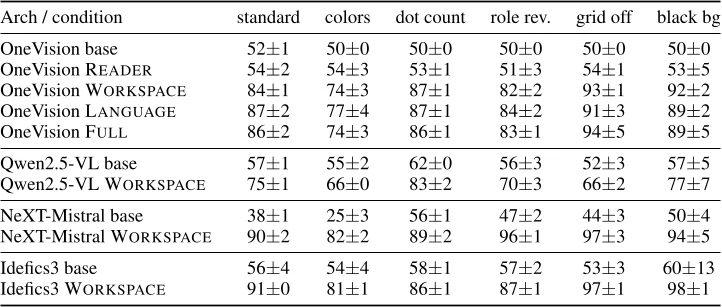 Arch / condition standard colors dot count role rev. grid off black bg
OneVision base 52±1 50±0 50±0 50±0 50±0 50±0
OneVision READER 54±2 54±3 53±1 51±3 54±1 53±5
OneVision WORKSPACE 84±1 74±3 87±1 82±2 93±1 92±2
OneVision LANGUAGE 87±2 77±4 87±1 84±2 91±3 89±2
OneVision FULL 86±2 74±3 86±1 83±1 94±5 89±5
Qwen2.5-VL base 57±1 55±2 62±0 56±3 52±3 57±5
Qwen2.5-VL WORKSPACE 75±1 66±0 83±2 70±3 66±2 77±7
NeXT-Mistral base 38±1 25±3 56±1 47±2 44±3 50±4
NeXT-Mistral WORKSPACE 90±2 82±2 89±2 96±1 97±3 94±5
Idefics3 base 56±4 54±4 58±1 57±2 53±3 60±13
Idefics3 WORKSPACE 91±0 81±1 86±1 87±1 97±1 98±1